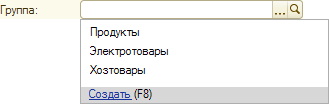 Группа:
Продукты
Электротовары
Хозтовары
Создать (F8)